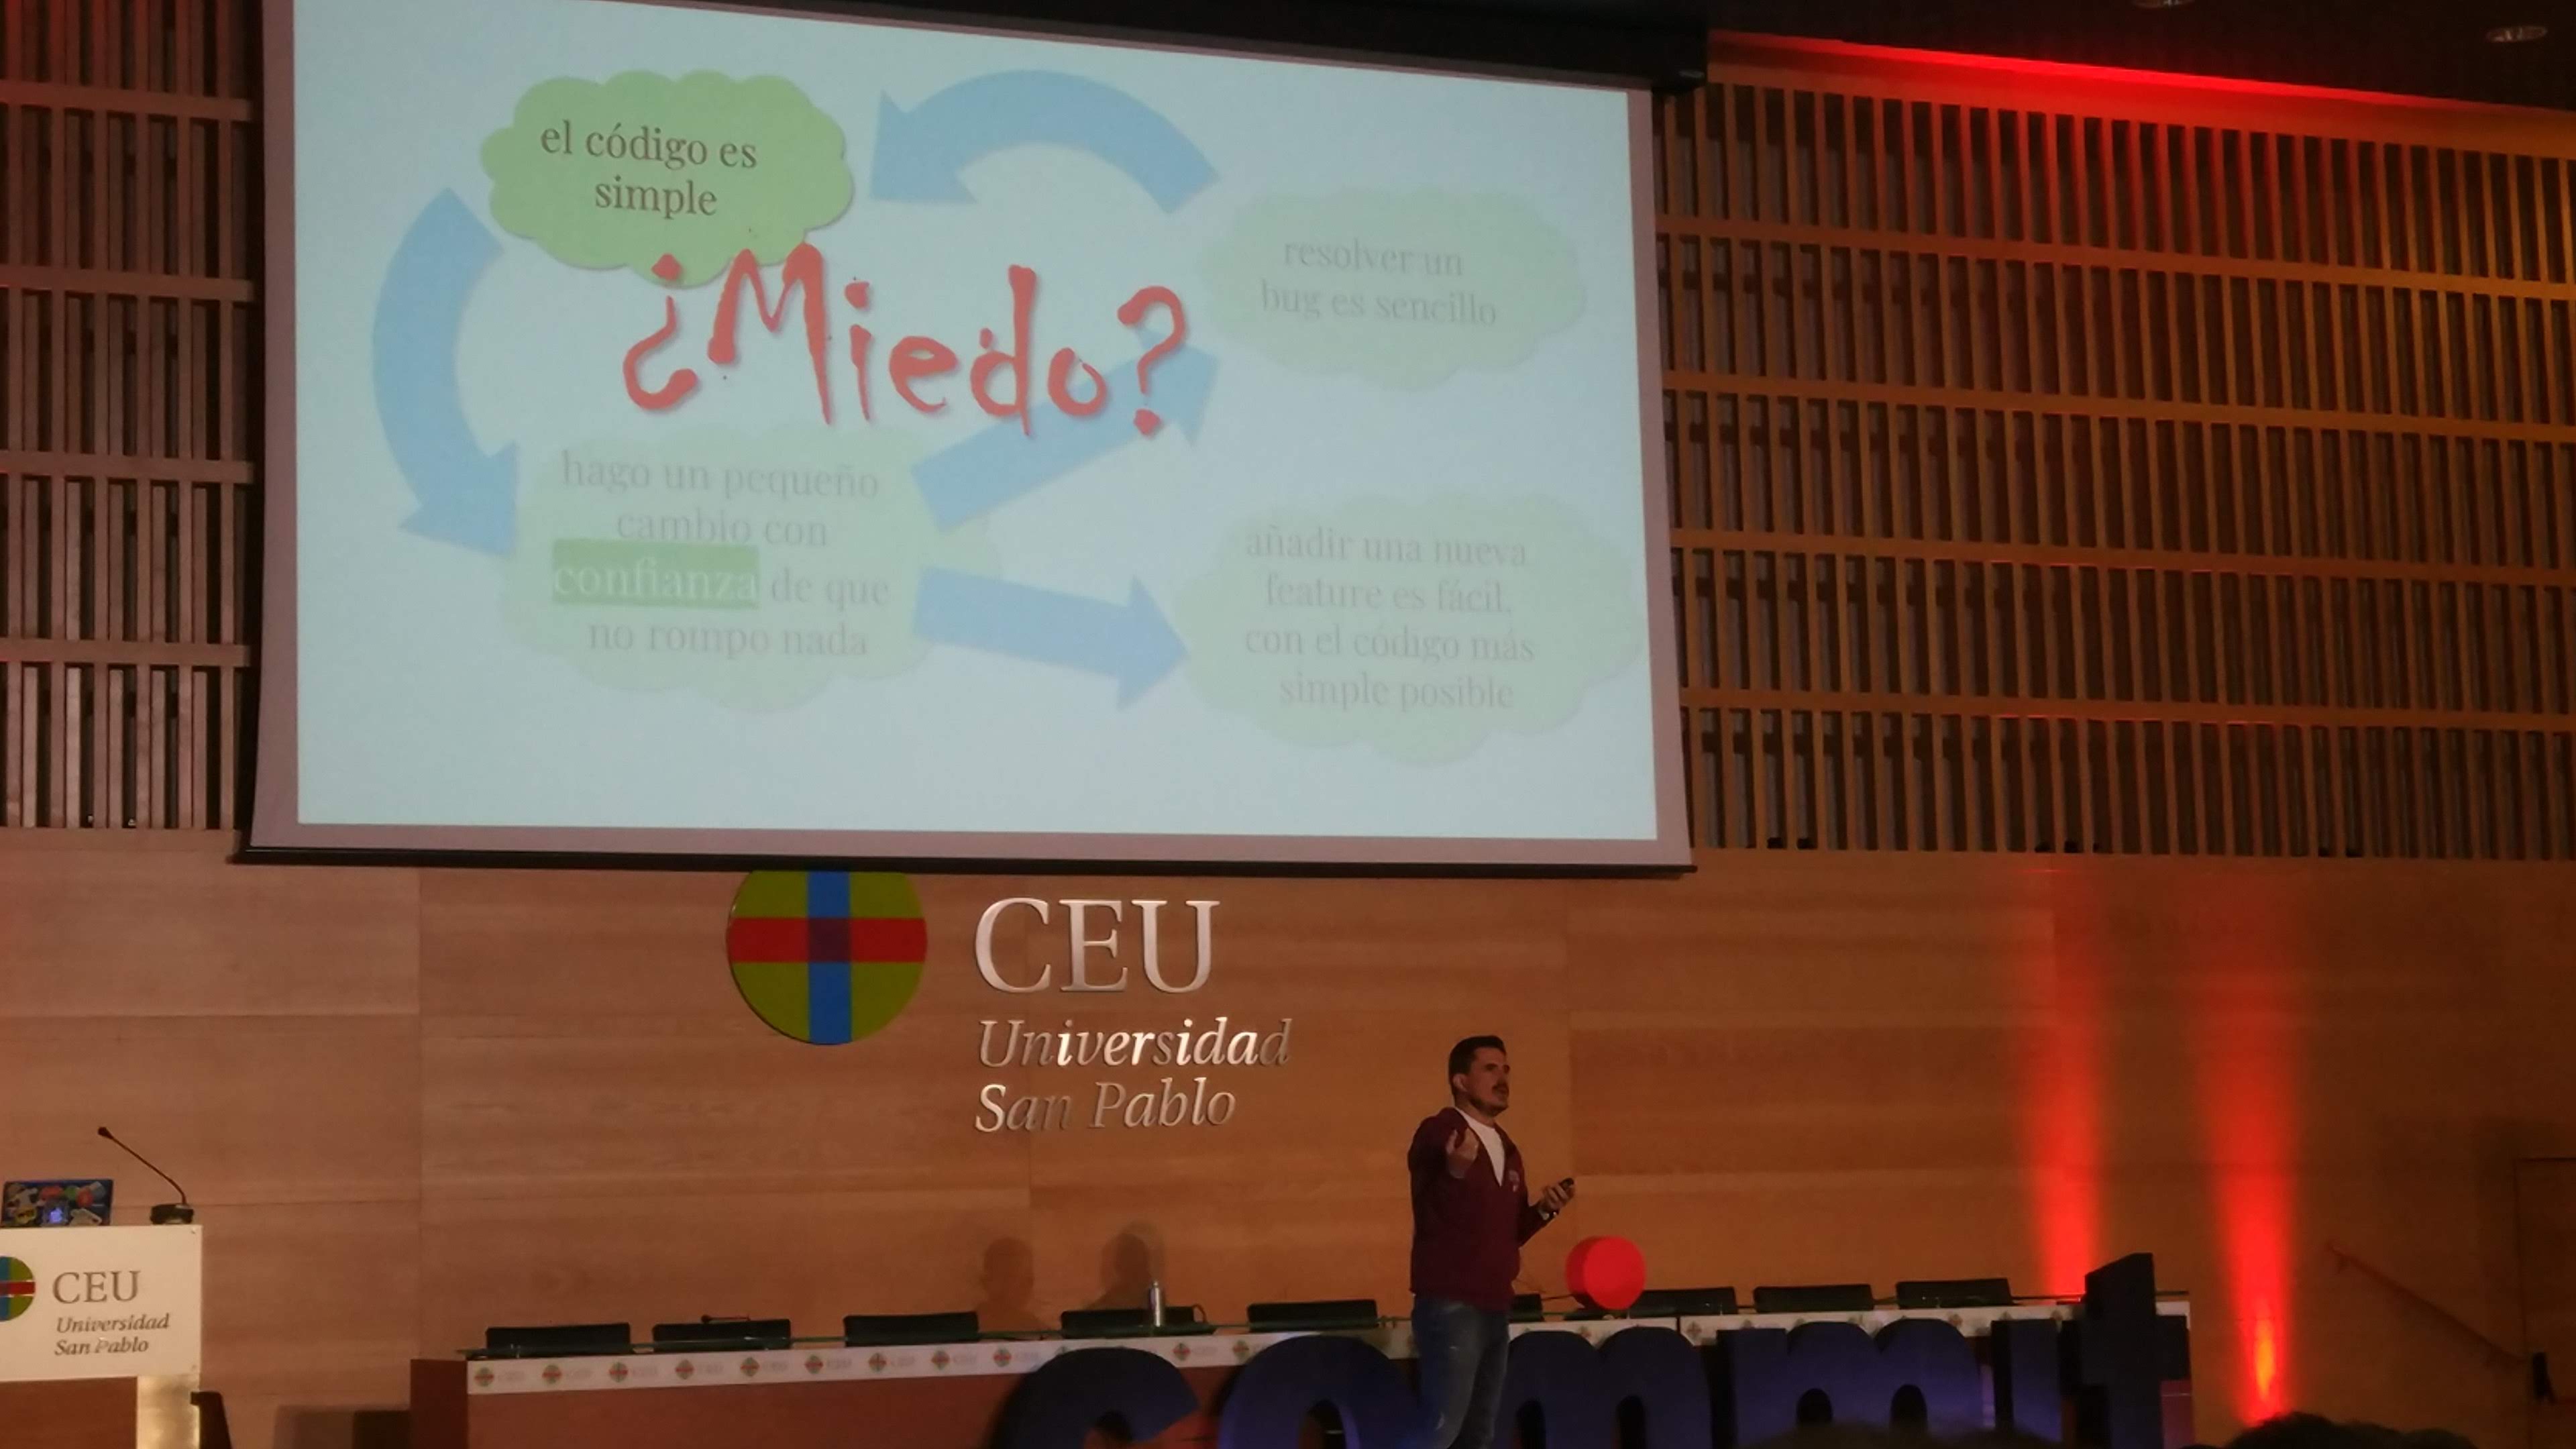 el código es
simple
¿Miedo?
resolver un
bug es sencillo
hago un pequeño
cambio con
confianza de que
no rompo nada
añadir una nueva
feature es fácil,
con el código más
simple posible
CEU
Universidad
San Pablo
CEU
Universidad
San Pablo
commit